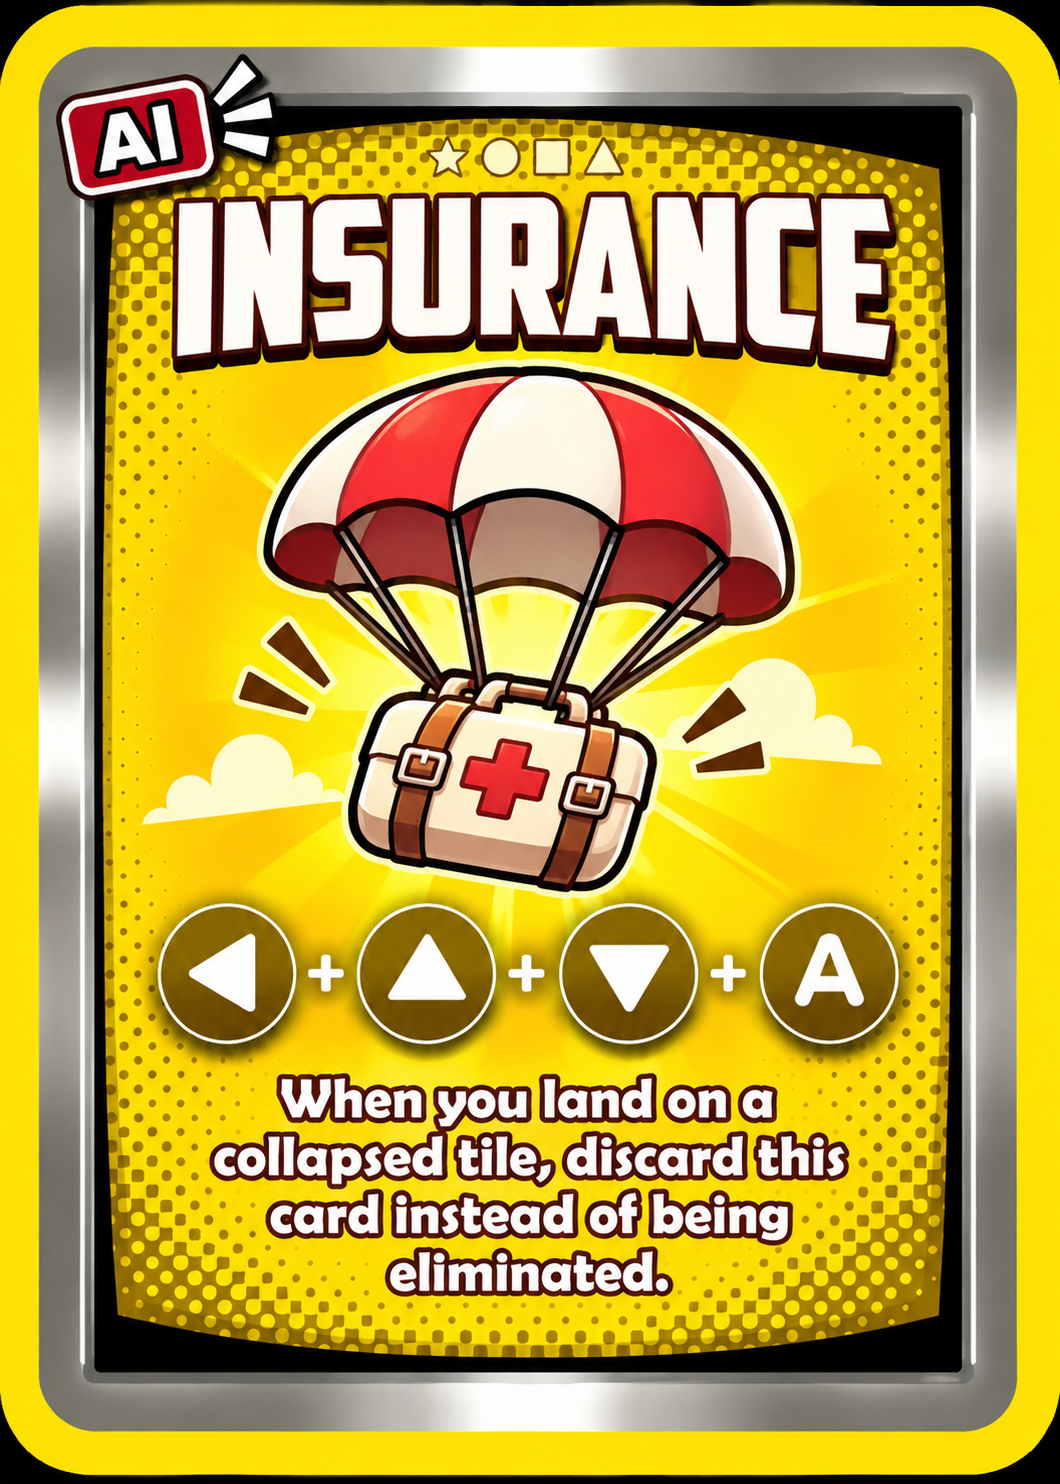 AI
INSURANCE
+ + + A
When you land on a
collapsed tile, discard this
card instead of being
eliminated.